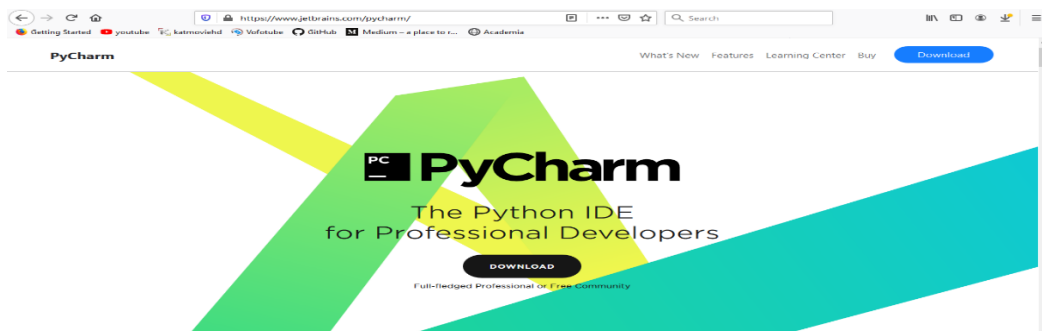 https://www.jetbrains.com/pycharm/
Search
Getting Started youtube katmoviehd Vofotube GitHub Medium – a place to r... Academia
PyCharm What's New Features Learning Center Buy Download
PC PyCharm
The Python IDE
for Professional Developers
DOWNLOAD
Full-fledged Professional or Free Community